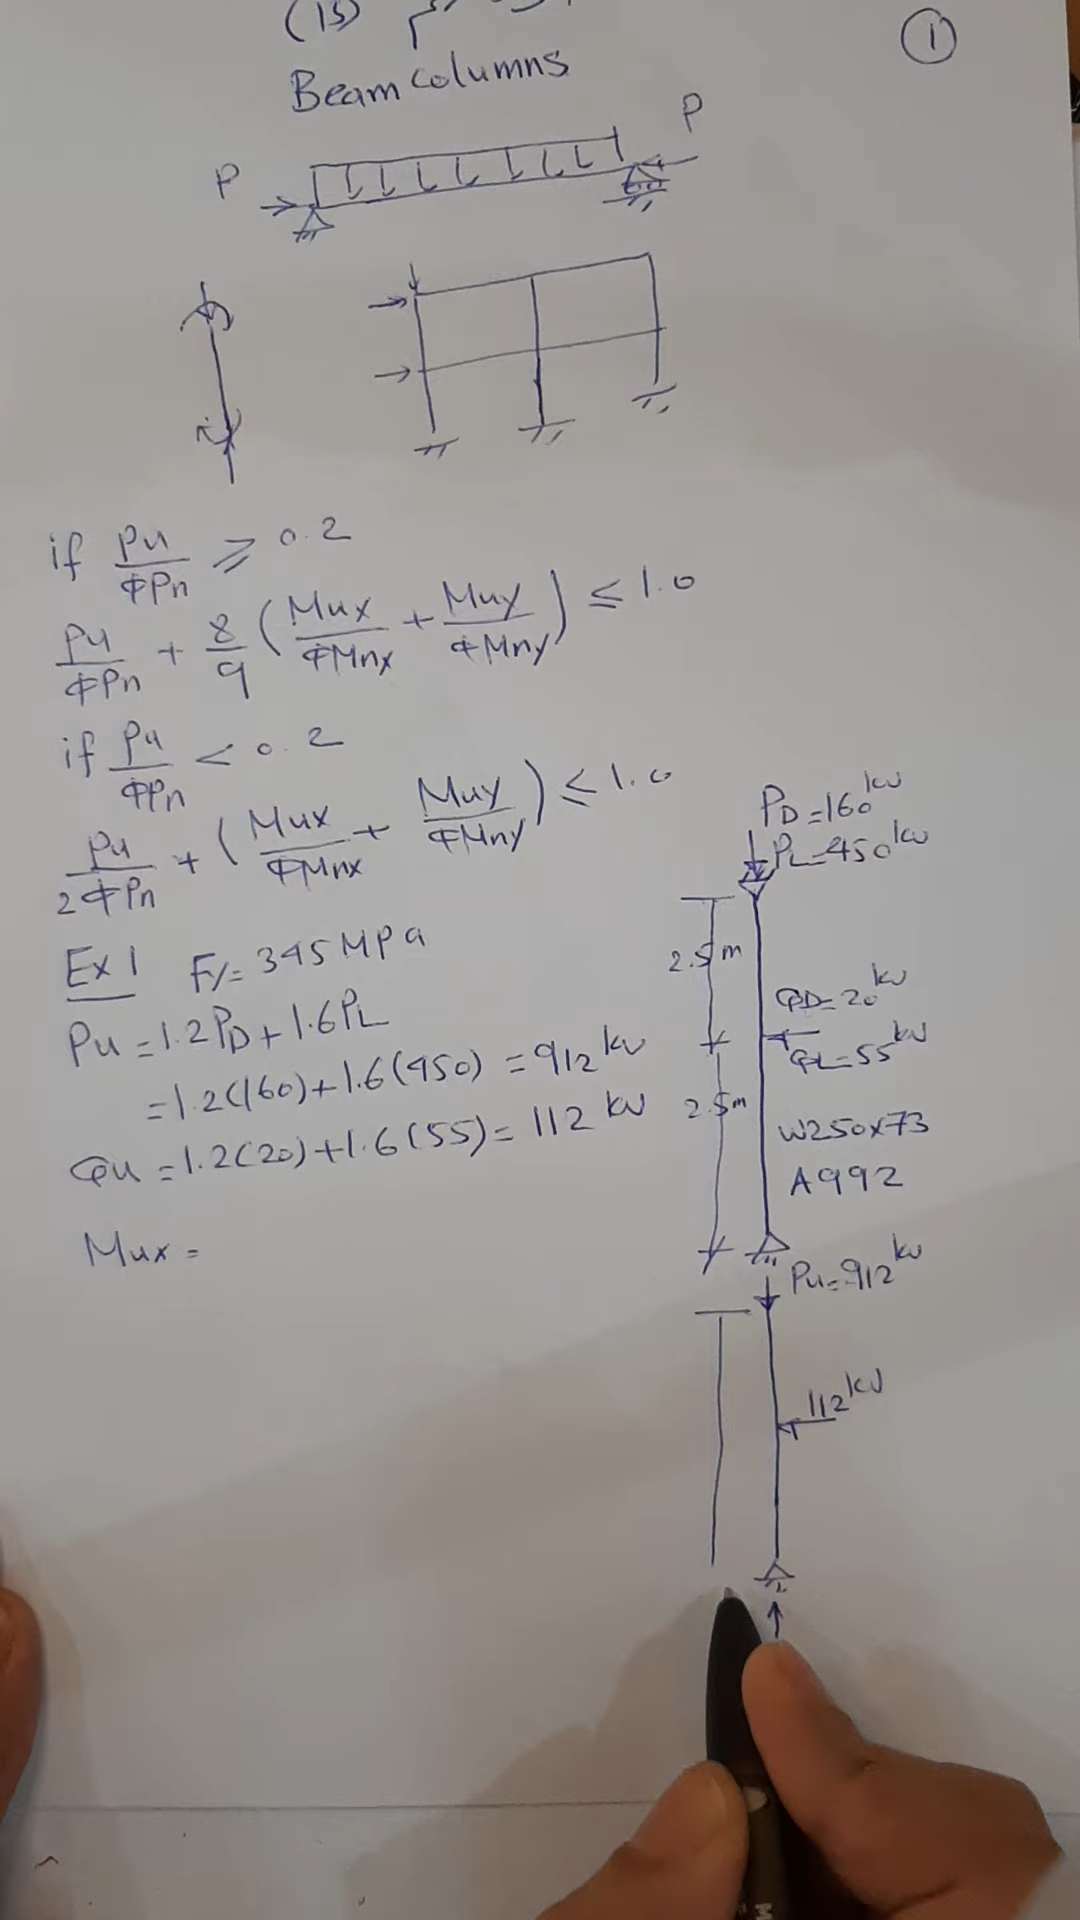 (15)
①
Beam columns
P
P
if Pu/ΦPn ≥ 0.2
Pu/ΦPn + 8/9 (Mux/ΦMnx + Muy/ΦMny) ≤ 1.0
if Pu/ΦPn < 0.2
Pu/2ΦPn + (Mux/ΦMnx + Muy/ΦMny) ≤ 1.0
Ex 1 Fy = 345 MPa
Pu = 1.2PD + 1.6PL
= 1.2(160) + 1.6(450) = 912 kN
Qu = 1.2(20) + 1.6(55) = 112 kN
Mux =
PD = 160 kN
PL = 450 kN
2.5 m
QD = 20 kN
QL = 55 kN
2.5 m
W250x73
A992
Pu = 912 kN
112 kN